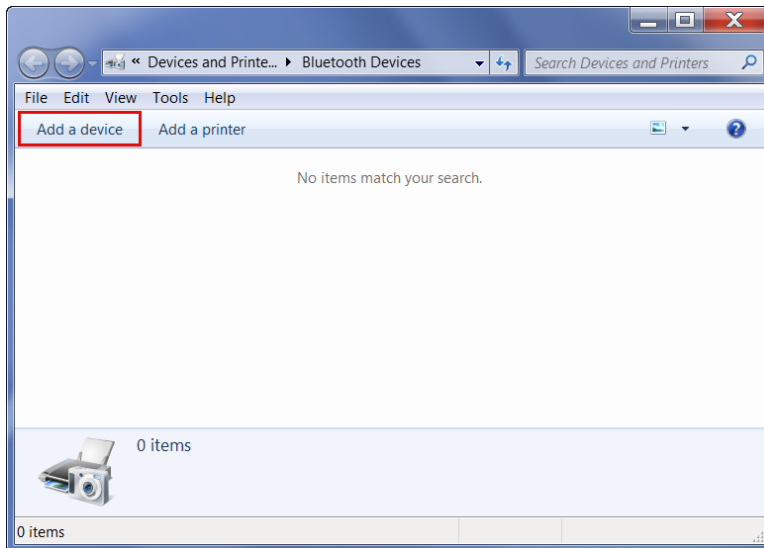 « Devices and Printe... Bluetooth Devices Search Devices and Printers
File Edit View Tools Help
Add a device Add a printer
No items match your search.
0 items
0 items